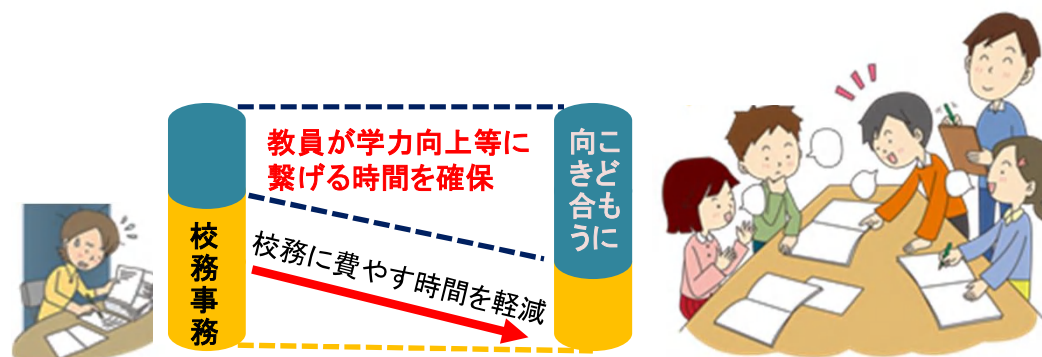 教員が学力向上等に
繋げる時間を確保
校務事務
校務に費やす時間を軽減
こどもに
向き合う